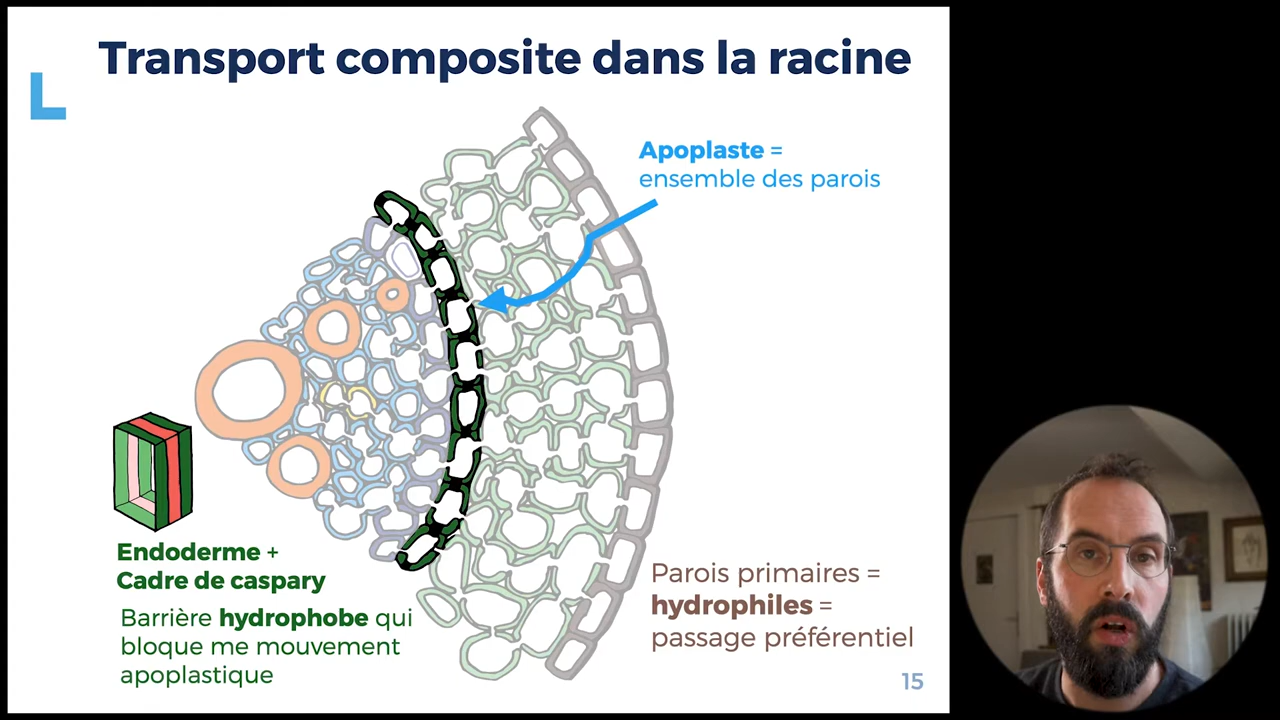 Transport composite dans la racine
Apoplaste =
ensemble des parois
Endoderme +
Cadre de caspary
Barrière hydrophobe qui
bloque me mouvement
apoplastique
Parois primaires =
hydrophiles =
passage préférentiel
15